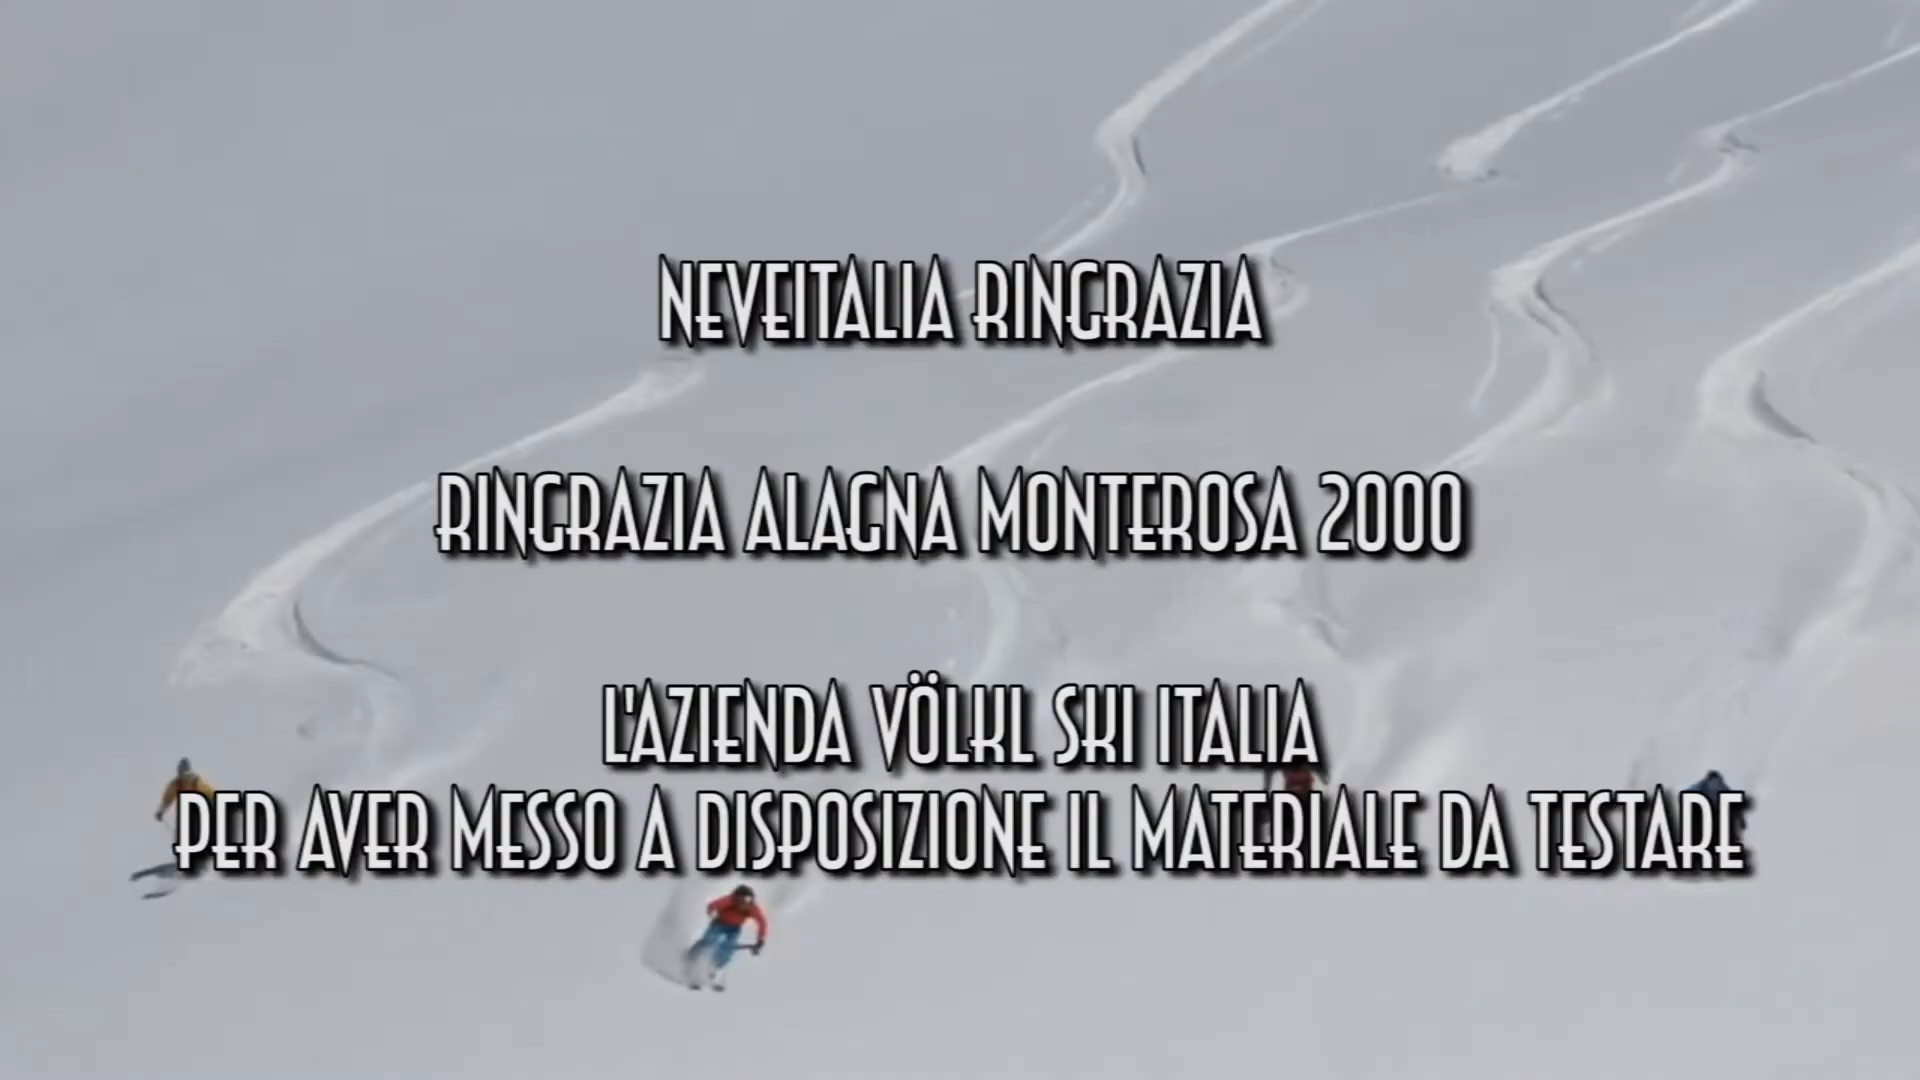 NEVEITALIA RINGRAZIA
RINGRAZIA ALAGNA MONTEROSA 2000
L'AZIENDA VÖLKL SKI ITALIA
PER AVER MESSO A DISPOSIZIONE IL MATERIALE DA TESTARE